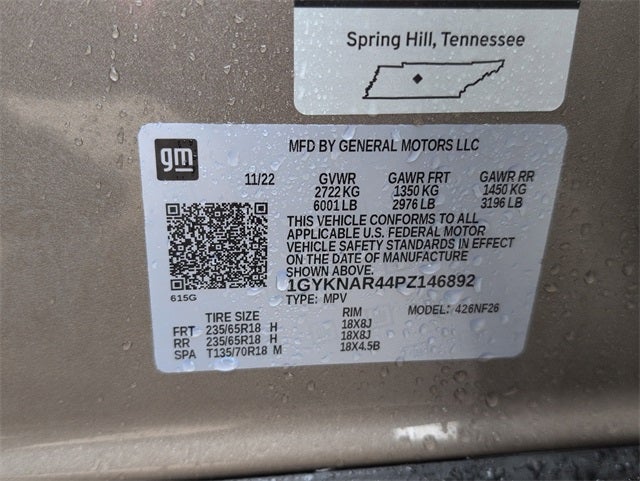 Spring Hill, Tennessee
gm
MFD BY GENERAL MOTORS LLC
11/22 GVWR GAWR FRT GAWR RR
2722 KG 1350 KG 1450 KG
6001 LB 2976 LB 3196 LB
THIS VEHICLE CONFORMS TO ALL
APPLICABLE U.S. FEDERAL MOTOR
VEHICLE SAFETY STANDARDS IN EFFECT
ON THE DATE OF MANUFACTURE
SHOWN ABOVE.
1GYKNAR44PZ146892
615G
TYPE: MPV MODEL: 426NF26
TIRE SIZE RIM
FRT 235/65R18 H 18X8J
RR 235/65R18 H 18X8J
SPA T135/70R18 M 18X4.5B